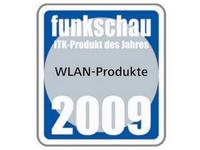 funkschau
ITK-Produkt des Jahres
WLAN-Produkte
2009